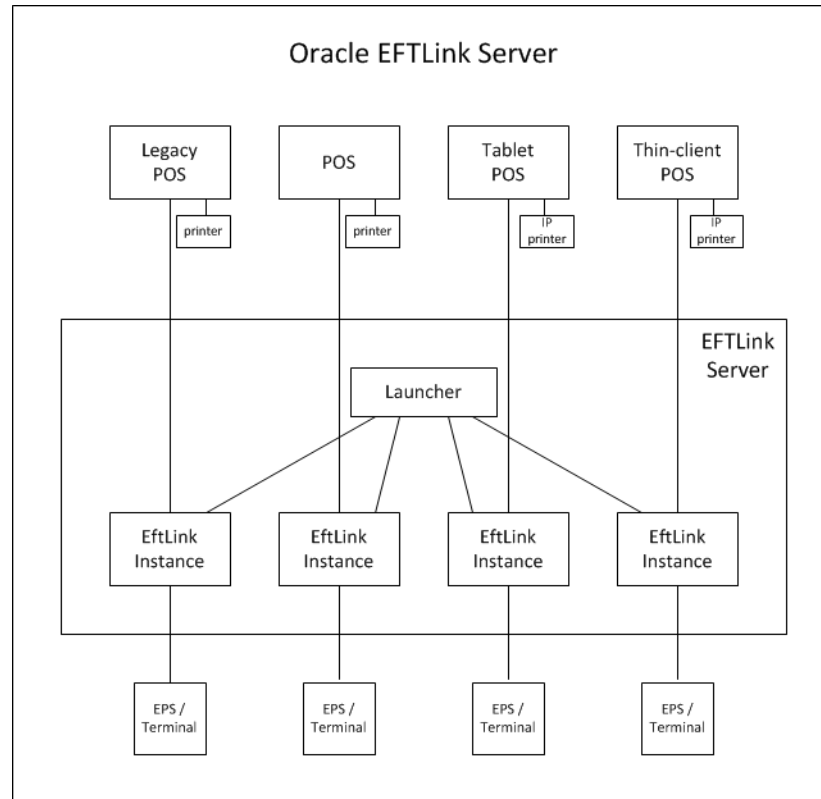 Oracle EFTLink Server
Legacy
POS
POS
Tablet
POS
Thin-client
POS
printer
printer
IP
printer
IP
printer
EFTLink
Server
Launcher
EftLink
Instance
EftLink
Instance
EftLink
Instance
EftLink
Instance
EPS /
Terminal
EPS /
Terminal
EPS /
Terminal
EPS /
Terminal